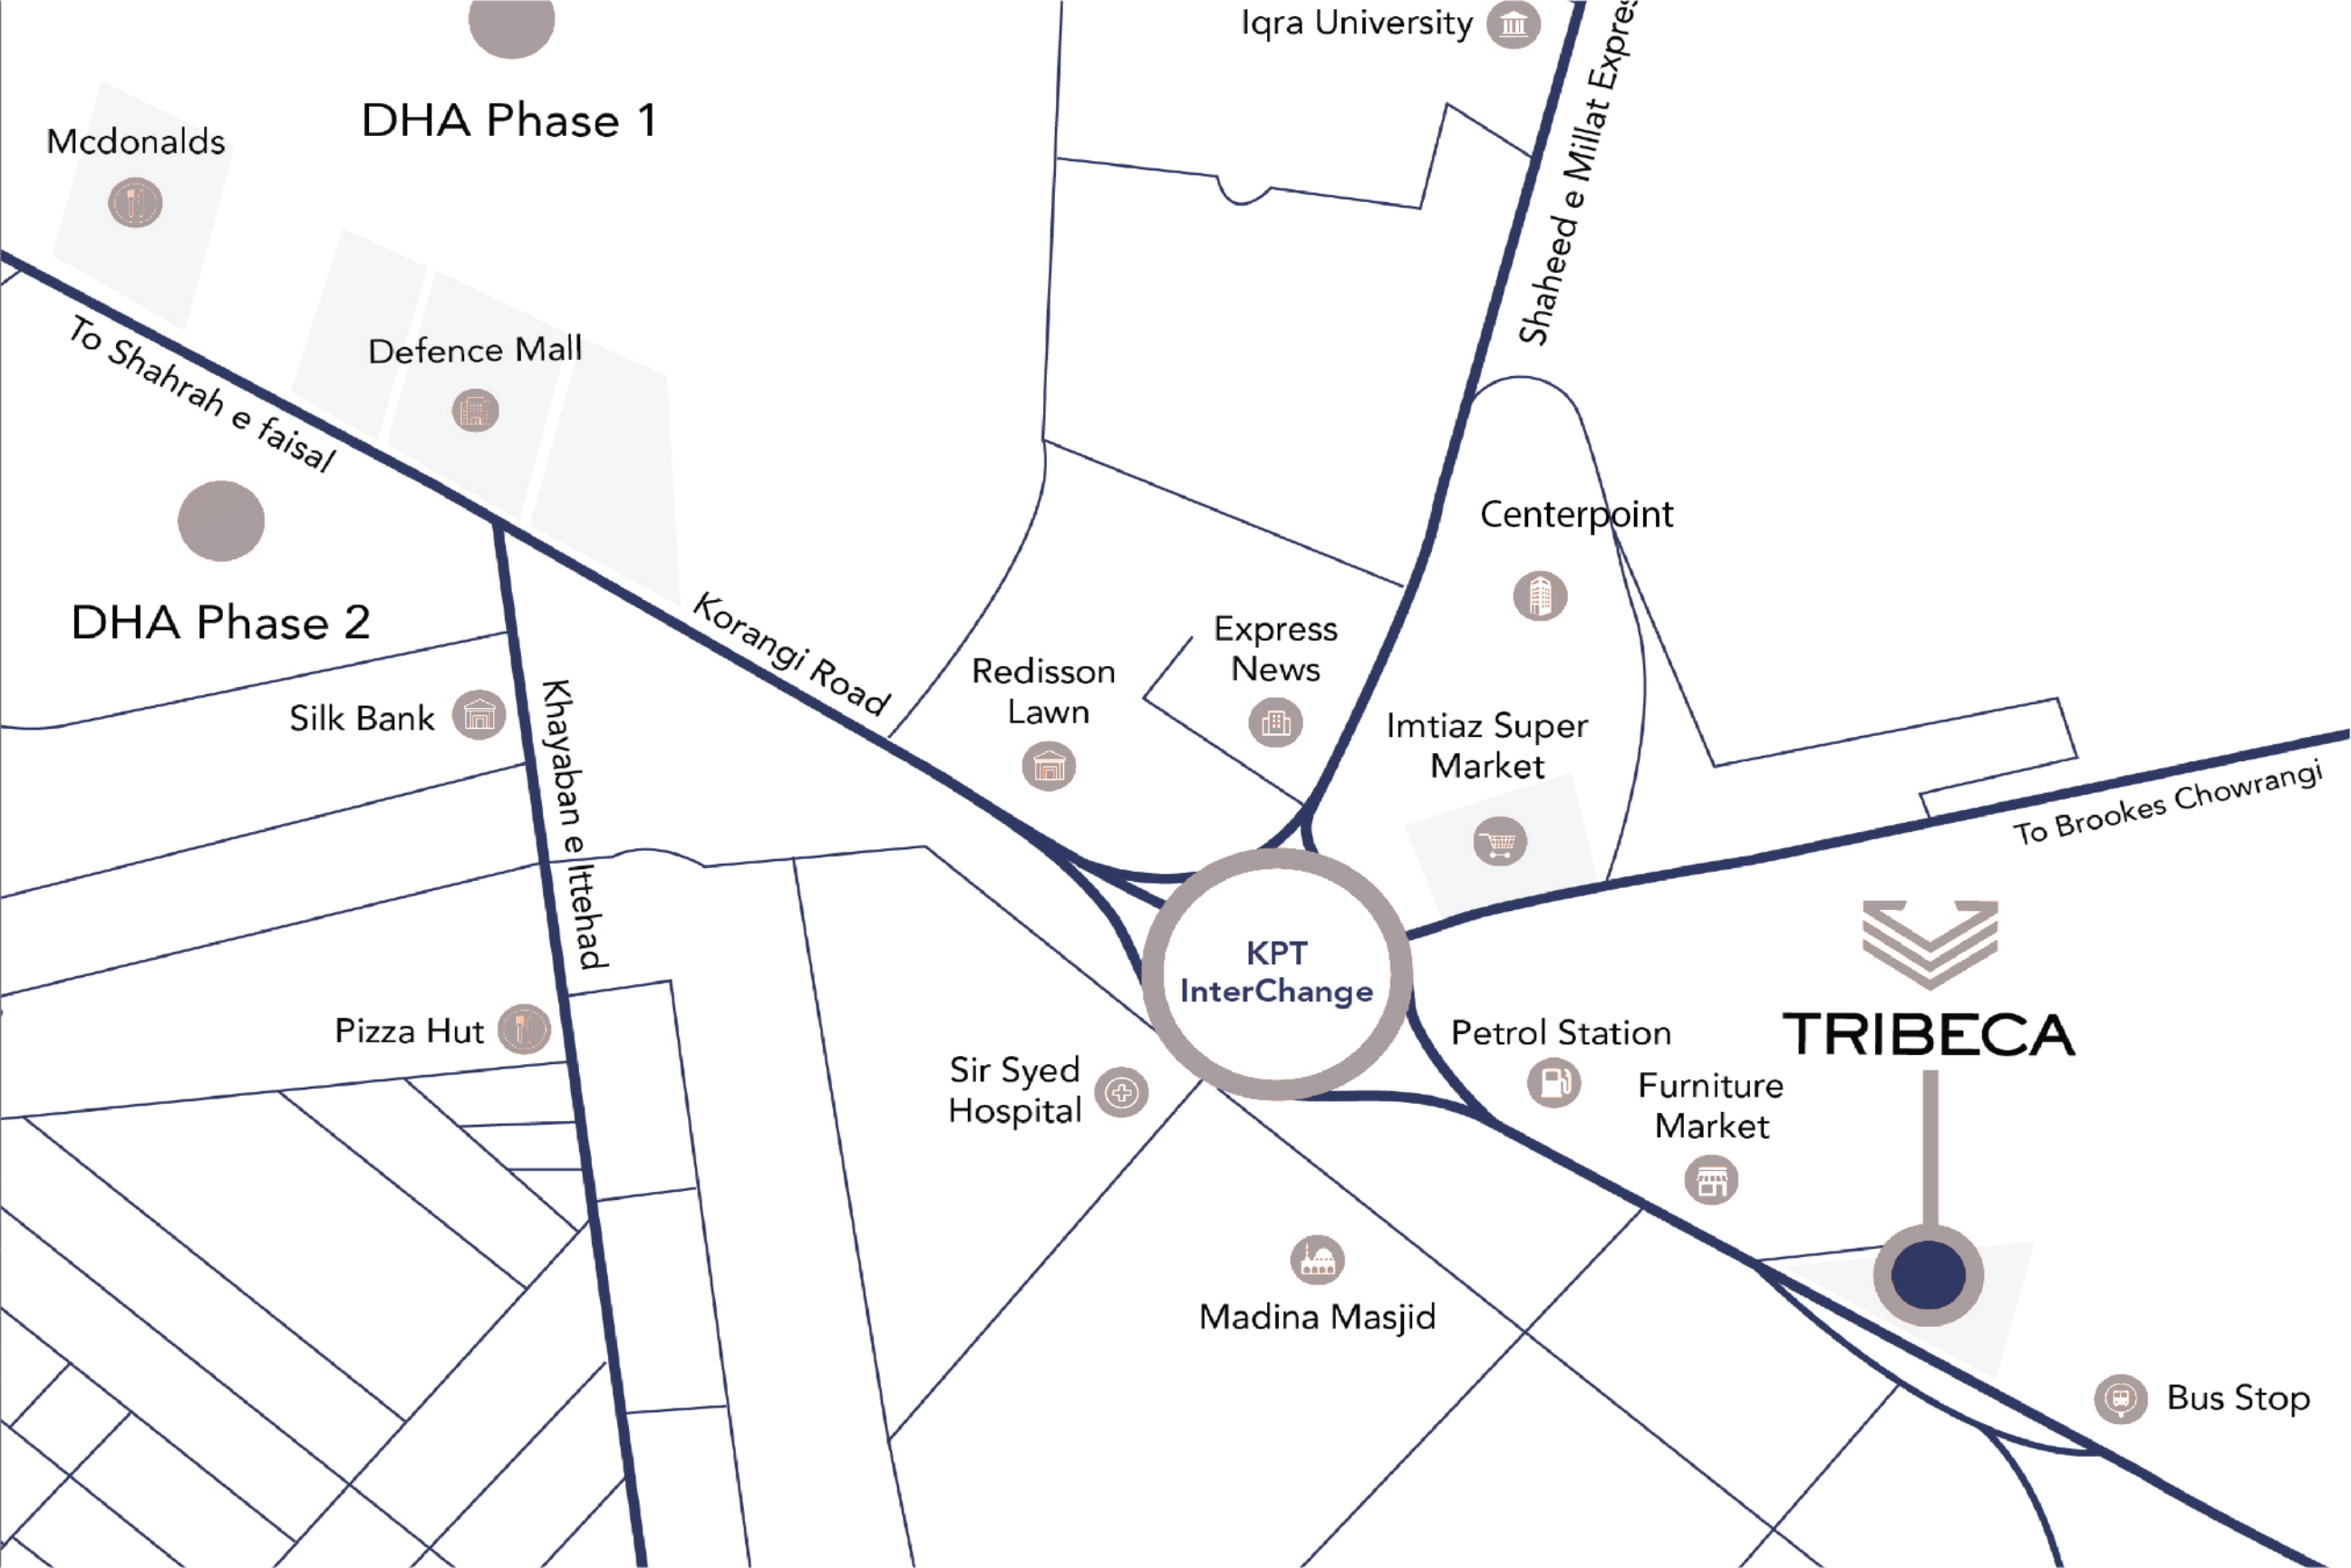 Iqra University
Shaheed e Millat Expres
DHA Phase 1
Mcdonalds
Defence Mall
To Shahrah e faisal
DHA Phase 2
Centerpoint
Korangi Road
Express
News
Redisson
Lawn
Silk Bank
Khayaban e Ittehad
Imtiaz Super
Market
To Brookes Chowrangi
KPT
InterChange
Pizza Hut
Petrol Station
TRIBECA
Sir Syed
Hospital
Furniture
Market
Madina Masjid
Bus Stop